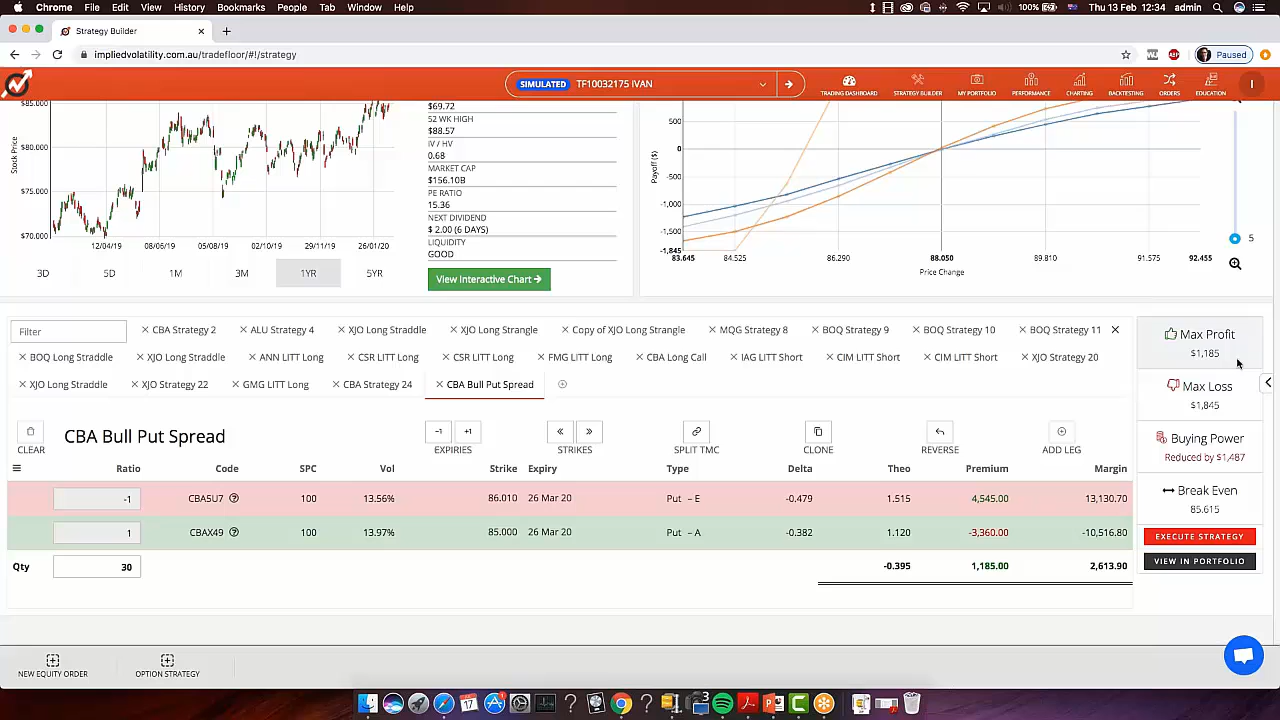 Chrome File Edit View History Bookmarks People Tab Window Help 100% Thu 13 Feb 12:34 admin
Strategy Builder
impliedvolatility.com.au/tradefloor/#!/strategy
ABP
Paused
SIMULATED TF10032175 IVAN
TRADING DASHBOARD STRATEGY BUILDER MY PORTFOLIO PERFORMANCE CHARTING BACKTESTING ORDERS EDUCATION
I
Stock Price
$85.000
$80.000
$75.000
$70.000
12/04/19 08/05/19 05/08/19 02/10/19 29/11/19 26/01/20
3D 5D 1M 3M 1YR 5YR
$69.72
52 WK HIGH
$88.57
IV / HV
0.68
MARKET CAP
$156.10B
PE RATIO
15.36
NEXT DIVIDEND
$ 2.00 (6 DAYS)
LIQUIDITY
GOOD
View Interactive Chart
Payoff ($)
500
0
-500
-1,000
-1,500
-1,845
83.645 84.525 86.290 88.050 89.810 91.575 92.455
Price Change
5
Filter
CBA Strategy 2 ALU Strategy 4 XJO Long Straddle XJO Long Strangle Copy of XJO Long Strangle MQG Strategy 8 BOQ Strategy 9 BOQ Strategy 10 BOQ Strategy 11
BOQ Long Straddle XJO Long Straddle ANN LITT Long CSR LITT Long CSR LITT Long FMG LITT Long CBA Long Call IAG LITT Short CIM LITT Short CIM LITT Short XJO Strategy 20
XJO Long Straddle XJO Strategy 22 GMG LITT Long CBA Strategy 24 CBA Bull Put Spread
CLEAR
CBA Bull Put Spread
-1 +1
EXPIRIES
STRIKES
SPLIT TMC
CLONE
REVERSE
ADD LEG
Ratio Code SPC Vol Strike Expiry Type Delta Theo Premium Margin
-1 CBA5U7 100 13.56% 86.010 26 Mar 20 Put - E -0.479 1.515 4,545.00 13,130.70
1 CBAX49 100 13.97% 85.000 26 Mar 20 Put - A -0.382 1.120 -3,360.00 -10,516.80
Qty 30 -0.395 1,185.00 2,613.90
Max Profit
$1,185
Max Loss
$1,845
Buying Power
Reduced by $1,487
Break Even
85.615
EXECUTE STRATEGY
VIEW IN PORTFOLIO
NEW EQUITY ORDER
OPTION STRATEGY
17
3